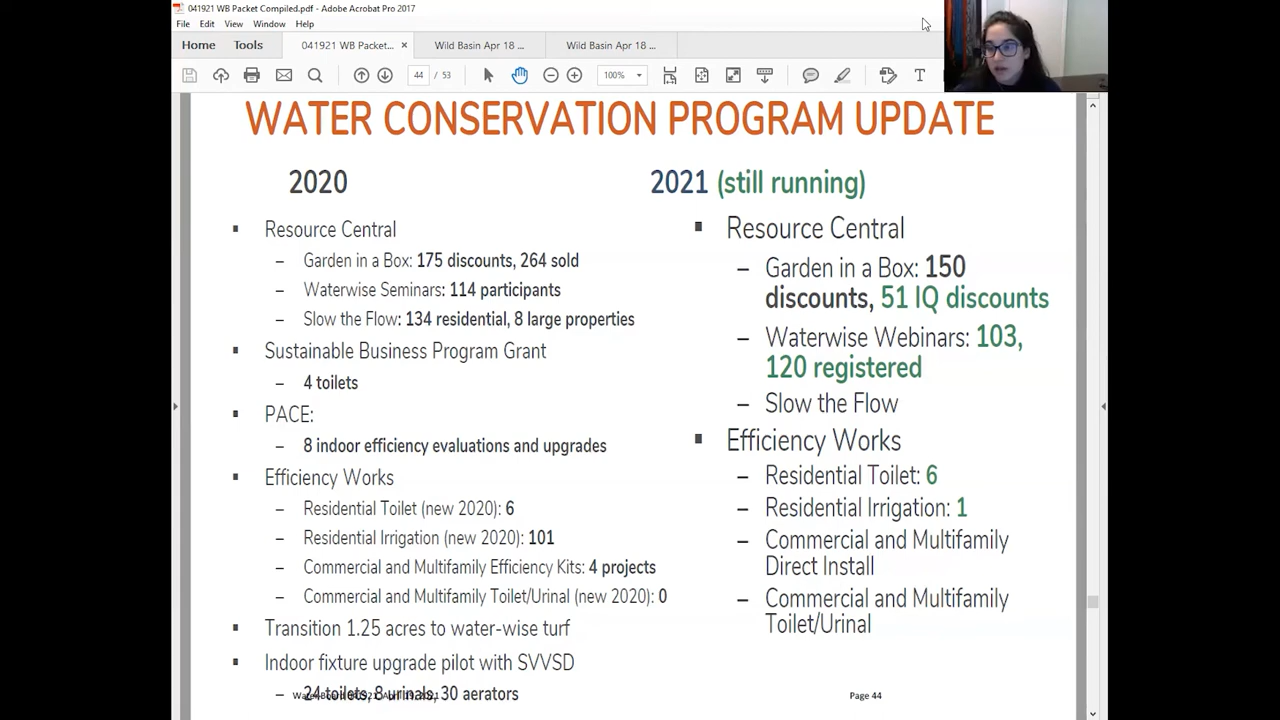 041921 WB Packet Compiled.pdf - Adobe Acrobat Pro 2017
File Edit View Window Help
Home Tools 041921 WB Packet... × Wild Basin Apr 18 ... Wild Basin Apr 18 ...
44 / 53 100%
WATER CONSERVATION PROGRAM UPDATE
2020
▪ Resource Central
– Garden in a Box: 175 discounts, 264 sold
– Waterwise Seminars: 114 participants
– Slow the Flow: 134 residential, 8 large properties
▪ Sustainable Business Program Grant
– 4 toilets
▪ PACE:
– 8 indoor efficiency evaluations and upgrades
▪ Efficiency Works
– Residential Toilet (new 2020): 6
– Residential Irrigation (new 2020): 101
– Commercial and Multifamily Efficiency Kits: 4 projects
– Commercial and Multifamily Toilet/Urinal (new 2020): 0
▪ Transition 1.25 acres to water-wise turf
▪ Indoor fixture upgrade pilot with SVVSD
– 24 toilets, 8 urinals, 30 aerators
2021 (still running)
▪ Resource Central
– Garden in a Box: 150
discounts, 51 IQ discounts
– Waterwise Webinars: 103,
120 registered
– Slow the Flow
▪ Efficiency Works
– Residential Toilet: 6
– Residential Irrigation: 1
– Commercial and Multifamily
Direct Install
– Commercial and Multifamily
Toilet/Urinal
Page 44